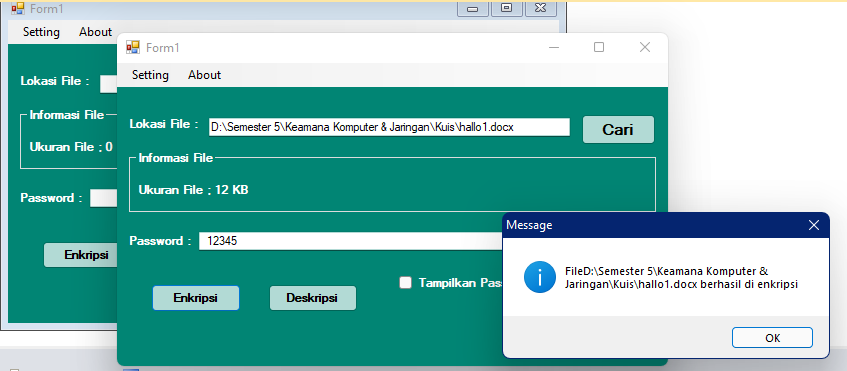 Form1
Setting About
Lokasi File :
Informasi File
Ukuran File : 0
Password :
Enkripsi
Form1
Setting About
Lokasi File : D:\Semester 5\Keamana Komputer & Jaringan\Kuis\hallo1.docx Cari
Informasi File
Ukuran File : 12 KB
Password : 12345
Tampilkan Pass
Enkripsi Deskripsi
Message
FileD:\Semester 5\Keamana Komputer &
Jaringan\Kuis\hallo1.docx berhasil di enkripsi
OK